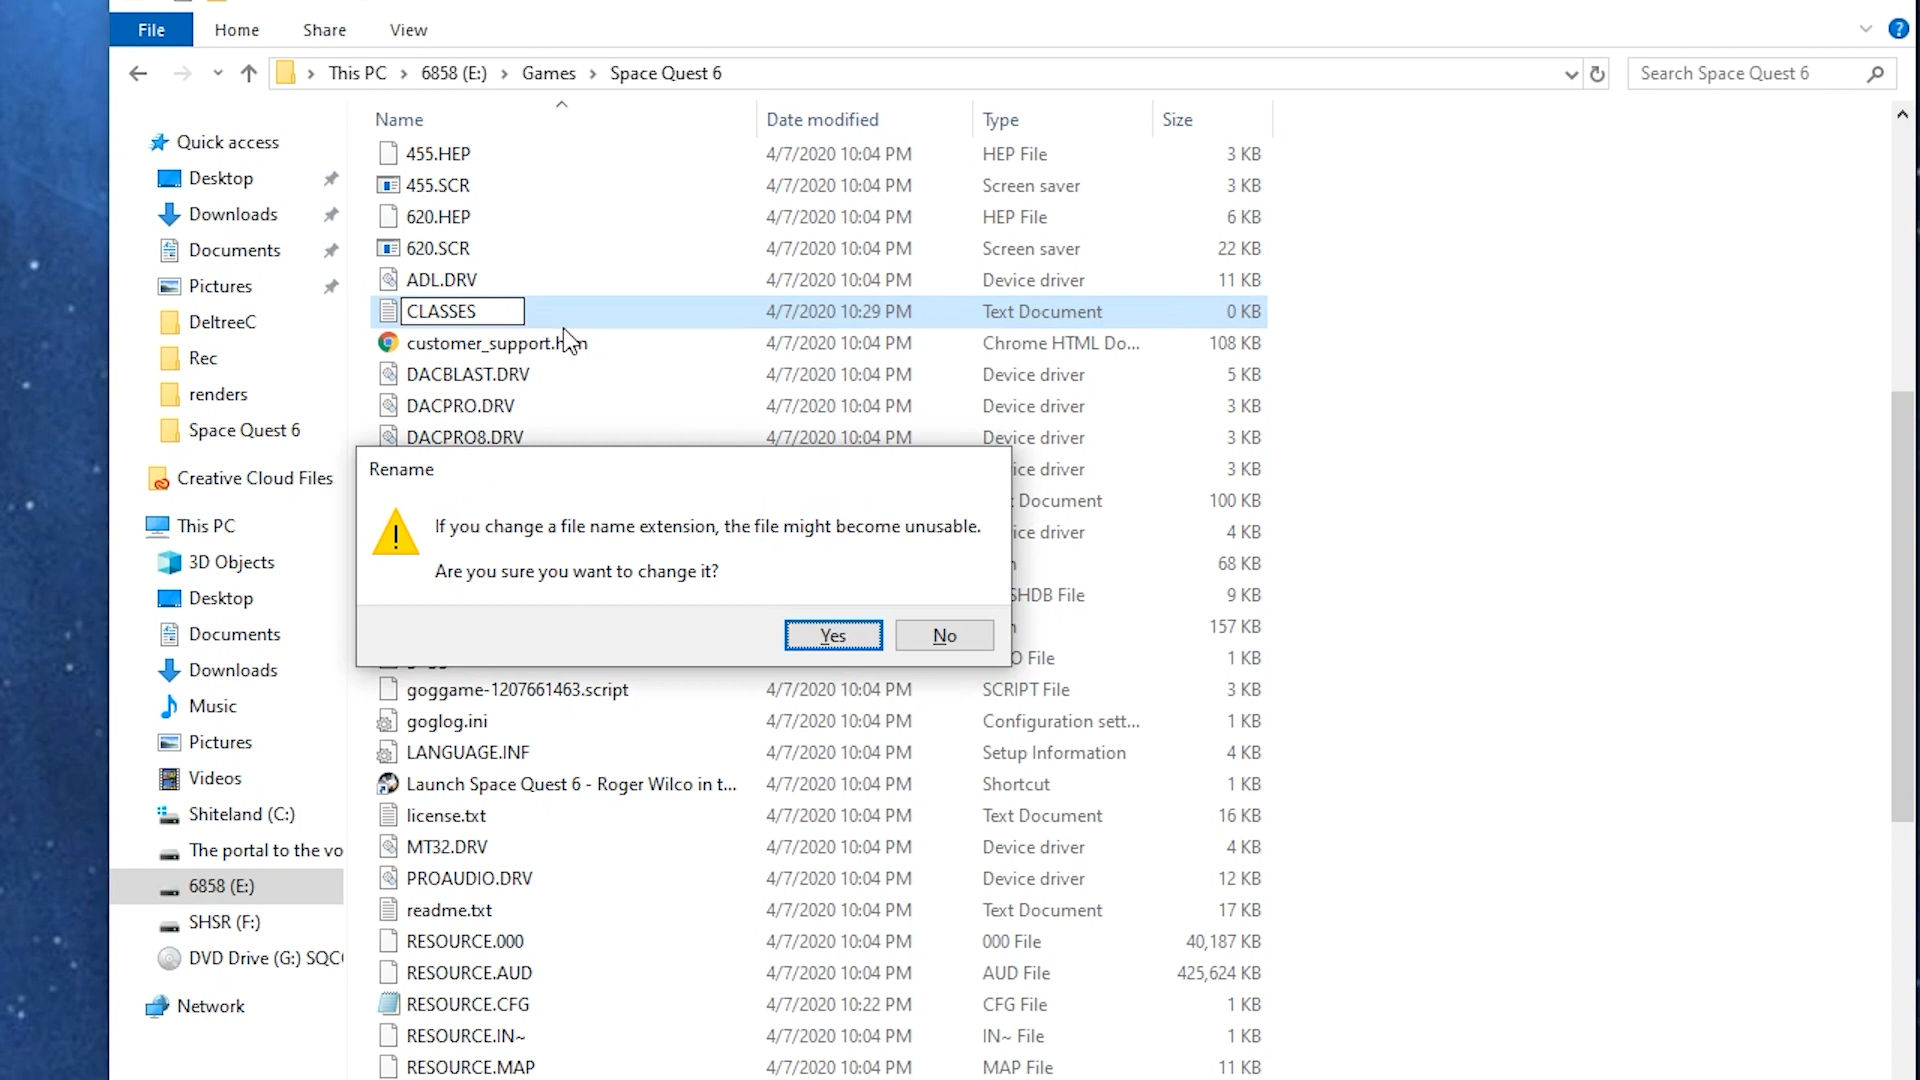 File Home Share View
This PC 6858 (E:) Games Space Quest 6 Search Space Quest 6
Name Date modified Type Size
Quick access
Desktop
Downloads
Documents
Pictures
DeltreeC
Rec
renders
Space Quest 6
Creative Cloud Files
This PC
3D Objects
Desktop
Documents
Downloads
Music
Pictures
Videos
Shiteland (C:)
The portal to the vo
6858 (E:)
SHSR (F:)
DVD Drive (G:) SQC
Network
455.HEP 4/7/2020 10:04 PM HEP File 3 KB
455.SCR 4/7/2020 10:04 PM Screen saver 3 KB
620.HEP 4/7/2020 10:04 PM HEP File 6 KB
620.SCR 4/7/2020 10:04 PM Screen saver 22 KB
ADL.DRV 4/7/2020 10:04 PM Device driver 11 KB
CLASSES 4/7/2020 10:29 PM Text Document 0 KB
customer_support.htm 4/7/2020 10:04 PM Chrome HTML Do... 108 KB
DACBLAST.DRV 4/7/2020 10:04 PM Device driver 5 KB
DACPRO.DRV 4/7/2020 10:04 PM Device driver 3 KB
DACPRO8.DRV 4/7/2020 10:04 PM Device driver 3 KB
ice driver 3 KB
Document 100 KB
ice driver 4 KB
68 KB
SHDB File 9 KB
157 KB
O File 1 KB
Rename
If you change a file name extension, the file might become unusable.
Are you sure you want to change it?
Yes No
goggame-1207661463.script 4/7/2020 10:04 PM SCRIPT File 3 KB
goglog.ini 4/7/2020 10:04 PM Configuration sett... 1 KB
LANGUAGE.INF 4/7/2020 10:04 PM Setup Information 4 KB
Launch Space Quest 6 - Roger Wilco in t... 4/7/2020 10:04 PM Shortcut 1 KB
license.txt 4/7/2020 10:04 PM Text Document 16 KB
MT32.DRV 4/7/2020 10:04 PM Device driver 4 KB
PROAUDIO.DRV 4/7/2020 10:04 PM Device driver 12 KB
readme.txt 4/7/2020 10:04 PM Text Document 17 KB
RESOURCE.000 4/7/2020 10:04 PM 000 File 40,187 KB
RESOURCE.AUD 4/7/2020 10:04 PM AUD File 425,624 KB
RESOURCE.CFG 4/7/2020 10:22 PM CFG File 1 KB
RESOURCE.IN~ 4/7/2020 10:04 PM IN~ File 1 KB
RESOURCE.MAP 4/7/2020 10:04 PM MAP File 11 KB